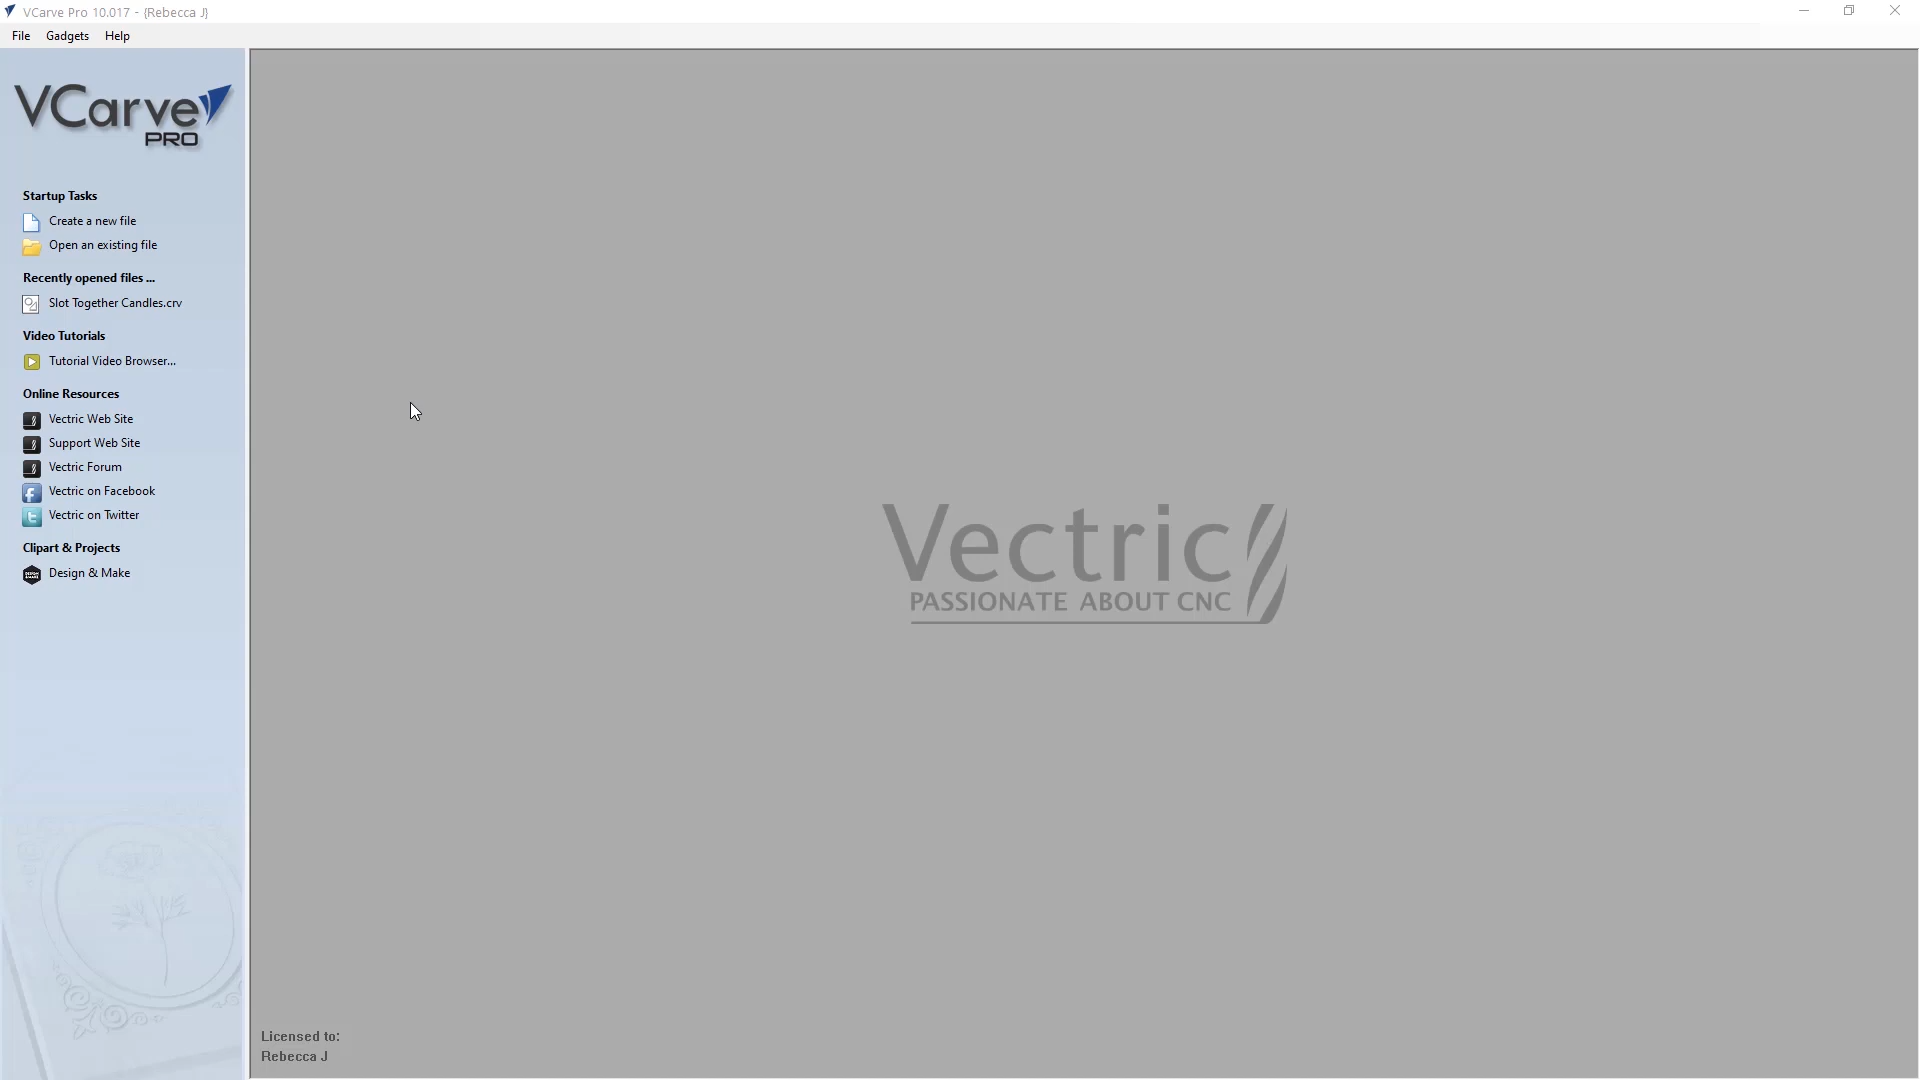 VCarve Pro 10.017 - {Rebecca J}
File Gadgets Help
VCarve
PRO
Startup Tasks
Create a new file
Open an existing file
Recently opened files ...
Slot Together Candles.crv
Video Tutorials
Tutorial Video Browser...
Online Resources
Vectric Web Site
Support Web Site
Vectric Forum
Vectric on Facebook
Vectric on Twitter
Clipart & Projects
Design & Make
Vectric
PASSIONATE ABOUT CNC
Licensed to:
Rebecca J